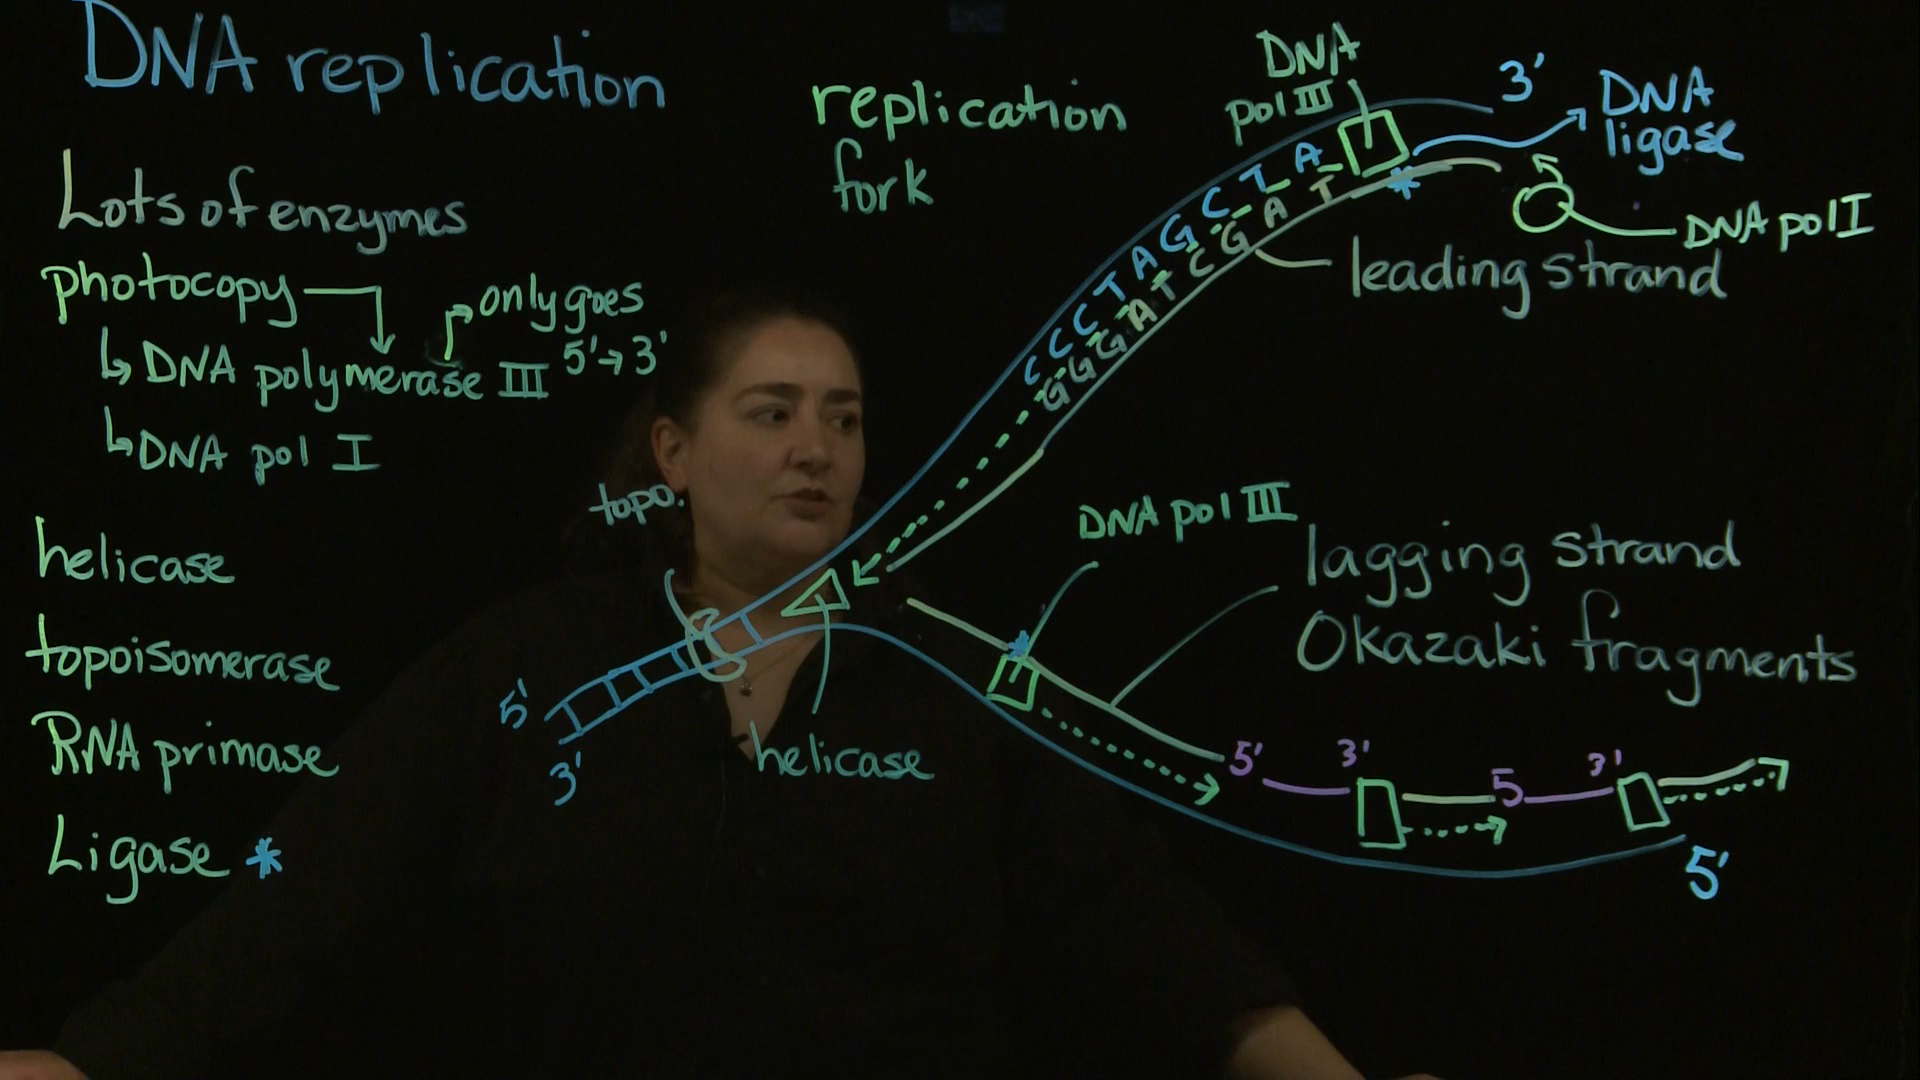 DNA replication
Lots of enzymes
photocopy
only goes
5'→3'
↳DNA polymerase III
↳DNA pol I
helicase
topoisomerase
RNA primase
Ligase *
replication
fork
DNA
pol III
3'
DNA
ligase
DNA pol I
leading strand
C C C T A G C T A
G G G A T C G A T
topo.
DNA pol III
lagging strand
Okazaki fragments
5'
3'
helicase
5'
3'
5
3'
5'